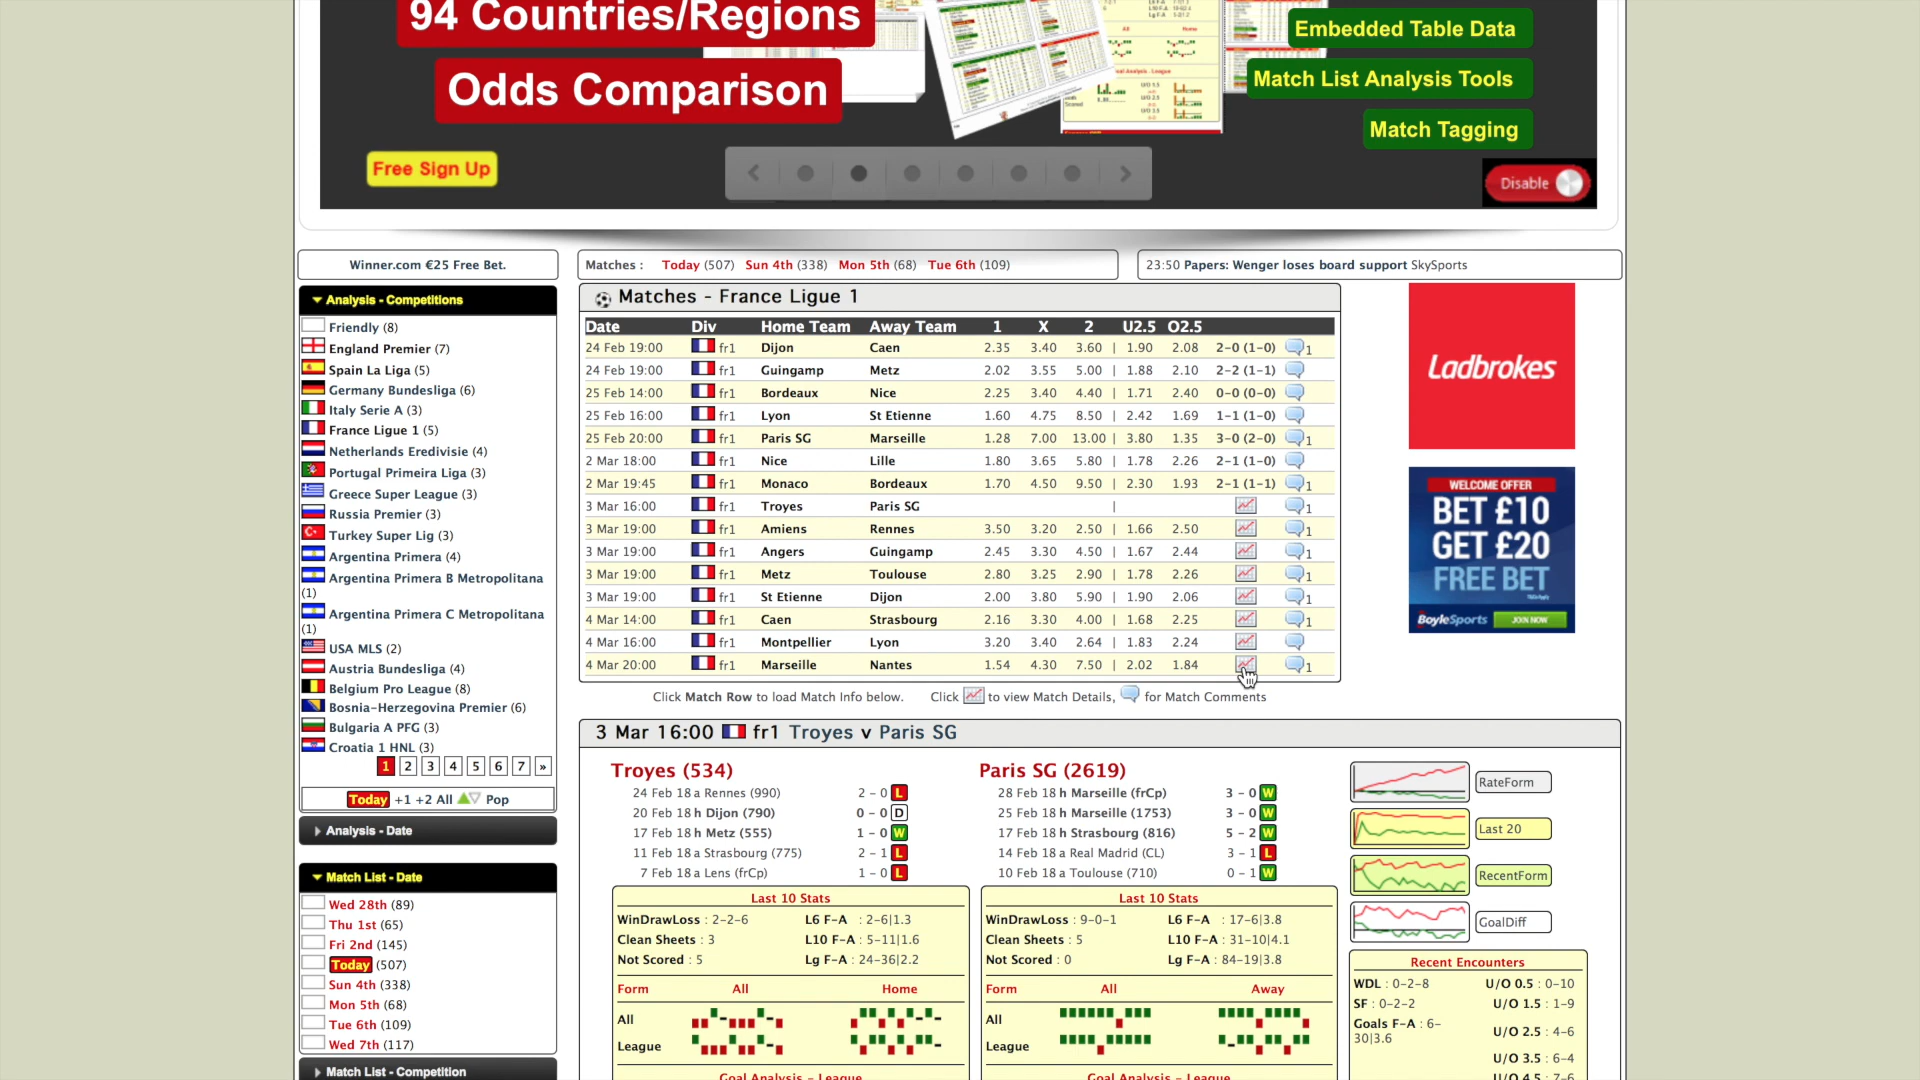 94 Countries/Regions
Odds Comparison
Free Sign Up
Embedded Table Data
Match List Analysis Tools
Match Tagging
Disable
Winner.com €25 Free Bet.
Matches : Today (507) Sun 4th (338) Mon 5th (68) Tue 6th (109)
23:50 Papers: Wenger loses board support SkySports
Analysis - Competitions
Friendly (8)
England Premier (7)
Spain La Liga (5)
Germany Bundesliga (6)
Italy Serie A (3)
France Ligue 1 (5)
Netherlands Eredivisie (4)
Portugal Primeira Liga (3)
Greece Super League (3)
Russia Premier (3)
Turkey Super Lig (3)
Argentina Primera (4)
Argentina Primera B Metropolitana
(1)
Argentina Primera C Metropolitana
(1)
USA MLS (2)
Austria Bundesliga (4)
Belgium Pro League (8)
Bosnia-Herzegovina Premier (6)
Bulgaria A PFG (3)
Croatia 1 HNL (3)
1 2 3 4 5 6 7 »
Today +1 +2 All Pop
Analysis - Date
Match List - Date
Wed 28th (89)
Thu 1st (65)
Fri 2nd (145)
Today (507)
Sun 4th (338)
Mon 5th (68)
Tue 6th (109)
Wed 7th (117)
Match List - Competition
Matches - France Ligue 1
Date Div Home Team Away Team 1 X 2 U2.5 O2.5
24 Feb 19:00 fr1 Dijon Caen 2.35 3.40 3.60 | 1.90 2.08 2-0 (1-0) 1
24 Feb 19:00 fr1 Guingamp Metz 2.02 3.55 5.00 | 1.88 2.10 2-2 (1-1)
25 Feb 14:00 fr1 Bordeaux Nice 2.25 3.40 4.40 | 1.71 2.40 0-0 (0-0)
25 Feb 16:00 fr1 Lyon St Etienne 1.60 4.75 8.50 | 2.42 1.69 1-1 (1-0)
25 Feb 20:00 fr1 Paris SG Marseille 1.28 7.00 13.00 | 3.80 1.35 3-0 (2-0) 1
2 Mar 18:00 fr1 Nice Lille 1.80 3.65 5.80 | 1.78 2.26 2-1 (1-0)
2 Mar 19:45 fr1 Monaco Bordeaux 1.70 4.50 9.50 | 2.30 1.93 2-1 (1-1) 1
3 Mar 16:00 fr1 Troyes Paris SG | 1
3 Mar 19:00 fr1 Amiens Rennes 3.50 3.20 2.50 | 1.66 2.50 1
3 Mar 19:00 fr1 Angers Guingamp 2.45 3.30 4.50 | 1.67 2.44 1
3 Mar 19:00 fr1 Metz Toulouse 2.80 3.25 2.90 | 1.78 2.26 1
3 Mar 19:00 fr1 St Etienne Dijon 2.00 3.80 5.90 | 1.90 2.06 1
4 Mar 14:00 fr1 Caen Strasbourg 2.16 3.30 4.00 | 1.68 2.25 1
4 Mar 16:00 fr1 Montpellier Lyon 3.20 3.40 2.64 | 1.83 2.24
4 Mar 20:00 fr1 Marseille Nantes 1.54 4.30 7.50 | 2.02 1.84 1
Click Match Row to load Match Info below. Click to view Match Details, for Match Comments
Ladbrokes
WELCOME OFFER
BET £10
GET £20
FREE BET
BoyleSports JOIN NOW
3 Mar 16:00 fr1 Troyes v Paris SG
Troyes (534)
24 Feb 18 a Rennes (990) 2 - 0 L
20 Feb 18 h Dijon (790) 0 - 0 D
17 Feb 18 h Metz (555) 1 - 0 W
11 Feb 18 a Strasbourg (775) 2 - 1 L
7 Feb 18 a Lens (frCp) 1 - 0 L
Last 10 Stats
WinDrawLoss : 2-2-6 L6 F-A : 2-6|1.3
Clean Sheets : 3 L10 F-A : 5-11|1.6
Not Scored : 5 Lg F-A : 24-36|2.2
Form All Home
All
League
Goal Analysis - League
Paris SG (2619)
28 Feb 18 h Marseille (frCp) 3 - 0 W
25 Feb 18 h Marseille (1753) 3 - 0 W
17 Feb 18 h Strasbourg (816) 5 - 2 W
14 Feb 18 a Real Madrid (CL) 3 - 1 L
10 Feb 18 a Toulouse (710) 0 - 1 W
Last 10 Stats
WinDrawLoss : 9-0-1 L6 F-A : 17-6|3.8
Clean Sheets : 5 L10 F-A : 31-10|4.1
Not Scored : 0 Lg F-A : 84-19|3.8
Form All Away
All
League
Goal Analysis - League
RateForm
Last 20
RecentForm
GoalDiff
Recent Encounters
WDL : 0-2-8 U/O 0.5 : 0-10
SF : 0-2-2 U/O 1.5 : 1-9
Goals F-A : 6-
30|3.6
U/O 2.5 : 4-6
U/O 3.5 : 6-4
U/O 4.5 : 7-6